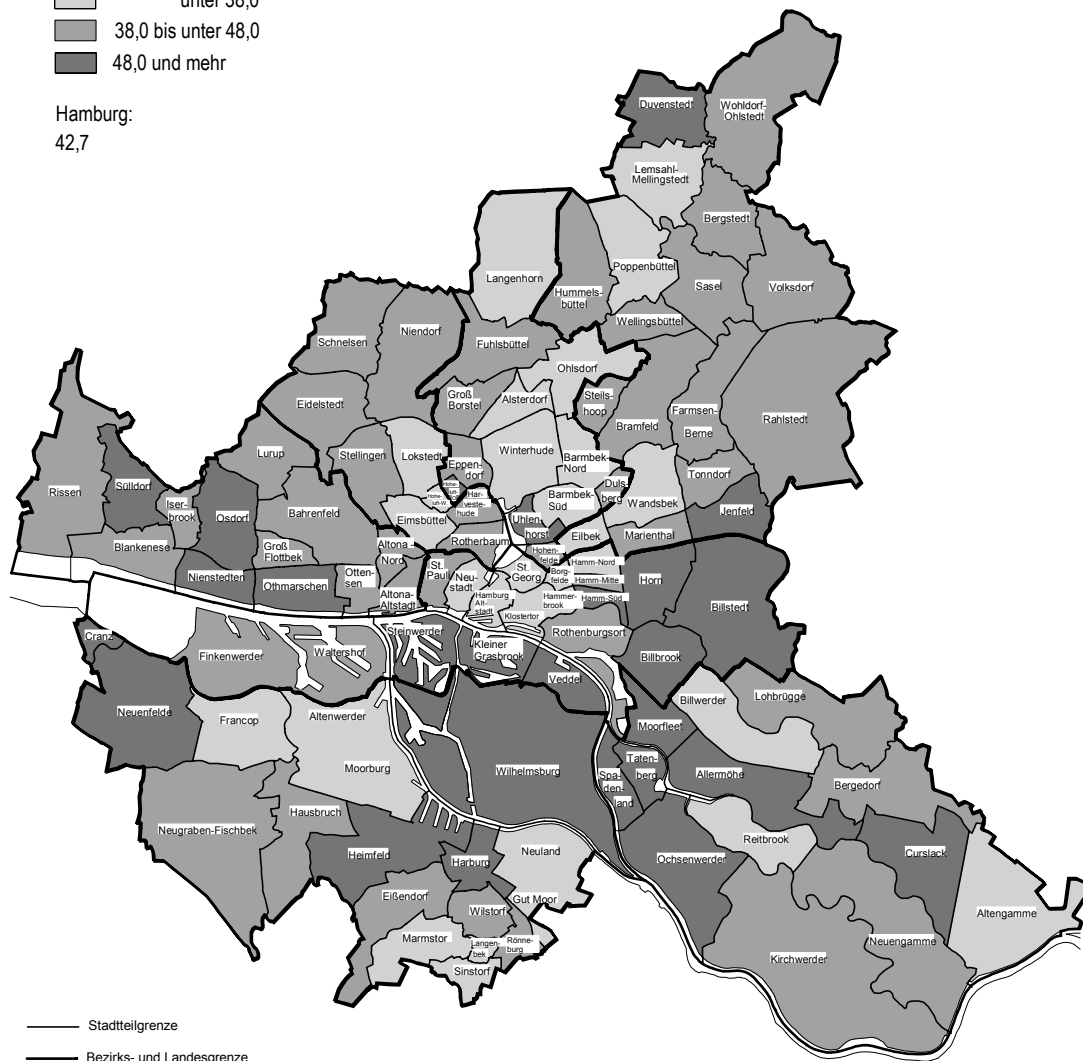 unter 38,0
38,0 bis unter 48,0
48,0 und mehr
Hamburg:
42,7
Duvenstedt
Wohldorf-
Ohlstedt
Lemsahl-
Mellingstedt
Bergstedt
Poppenbüttel
Langenhorn
Hummels-
büttel
Sasel
Volksdorf
Wellingsbüttel
Niendorf
Schnelsen
Fuhlsbüttel
Ohlsdorf
Groß
Borstel
Alsterdorf
Steils-
hoop
Eidelstedt
Bramfeld
Farmsen-
Berne
Rahlstedt
Lurup
Stellingen
Lokstedt
Eppen-
dorf
Winterhude
Barmbek-
Nord
Tonndorf
Rissen
Sülldorf
Iser-
brook
Osdorf
Bahrenfeld
Hohe-
luft-W.
Hohe-
luft-
Har-
veste-
hude
Barmbek-
Süd
Duls-
berg
Wandsbek
Jenfeld
Eimsbüttel
Uhlen-
horst
Marienthal
Blankenese
Groß
Flottbek
Altona -
Nord
Rotherbaum
Eilbek
Hohen-
felde
Nienstedten
Othmarschen
Otten-
sen
St.
Pauli
Neu-
stadt
St.
Georg
Borg-
felde
Hamm-Nord
Hamm-Mitte
Hamm-Süd
Horn
Billstedt
Altona-
Altstadt
Hamburg
Alt-
stadt
Hammer-
brook
Klostertor
Rothenburgsort
Cranz
Finkenwerder
Waltershof
Steinwerder
Kleiner
Grasbrook
Veddel
Billbrook
Neuenfelde
Francop
Altenwerder
Moorburg
Wilhelmsburg
Moorfleet
Billwerder
Lohbrügge
Spa-
den-
land
Taten-
berg
Allermöhe
Bergedorf
Neugraben-Fischbek
Hausbruch
Heimfeld
Harburg
Neuland
Ochsenwerder
Reitbrook
Curslack
Eißendorf
Wilstorf
Gut Moor
Altengamme
Marmstor
Langen-
bek
Rönne-
burg
Sinstorf
Kirchwerder
Neuengamme
Stadtteilgrenze
Bezirks- und Landesgrenze